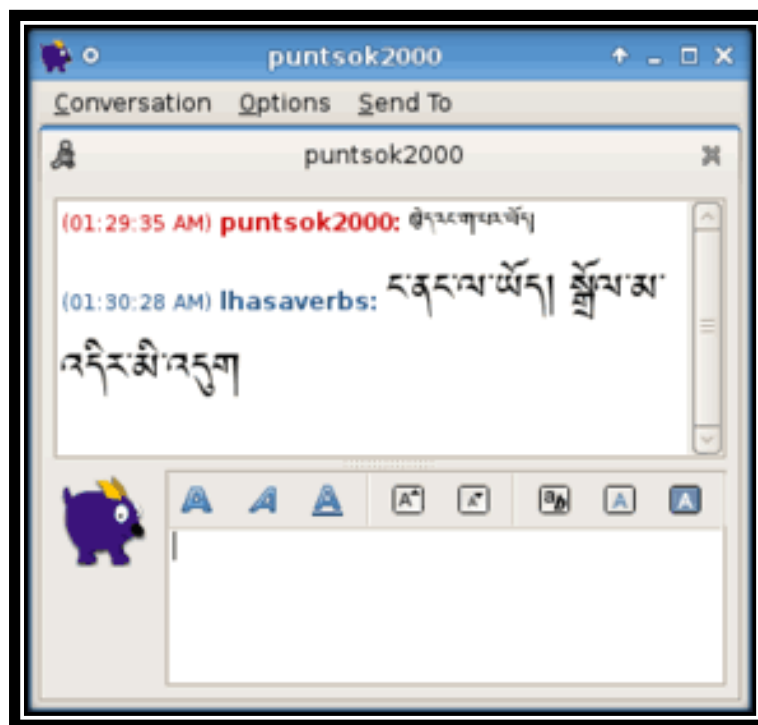 puntsok2000
Conversation Options Send To
puntsok2000
(01:29:35 AM) puntsok2000:
(01:30:28 AM) lhasaverbs: ང་ནང་ལ་ཡོད། སྒྲོལ་མ་
འདིར་མི་འདུག